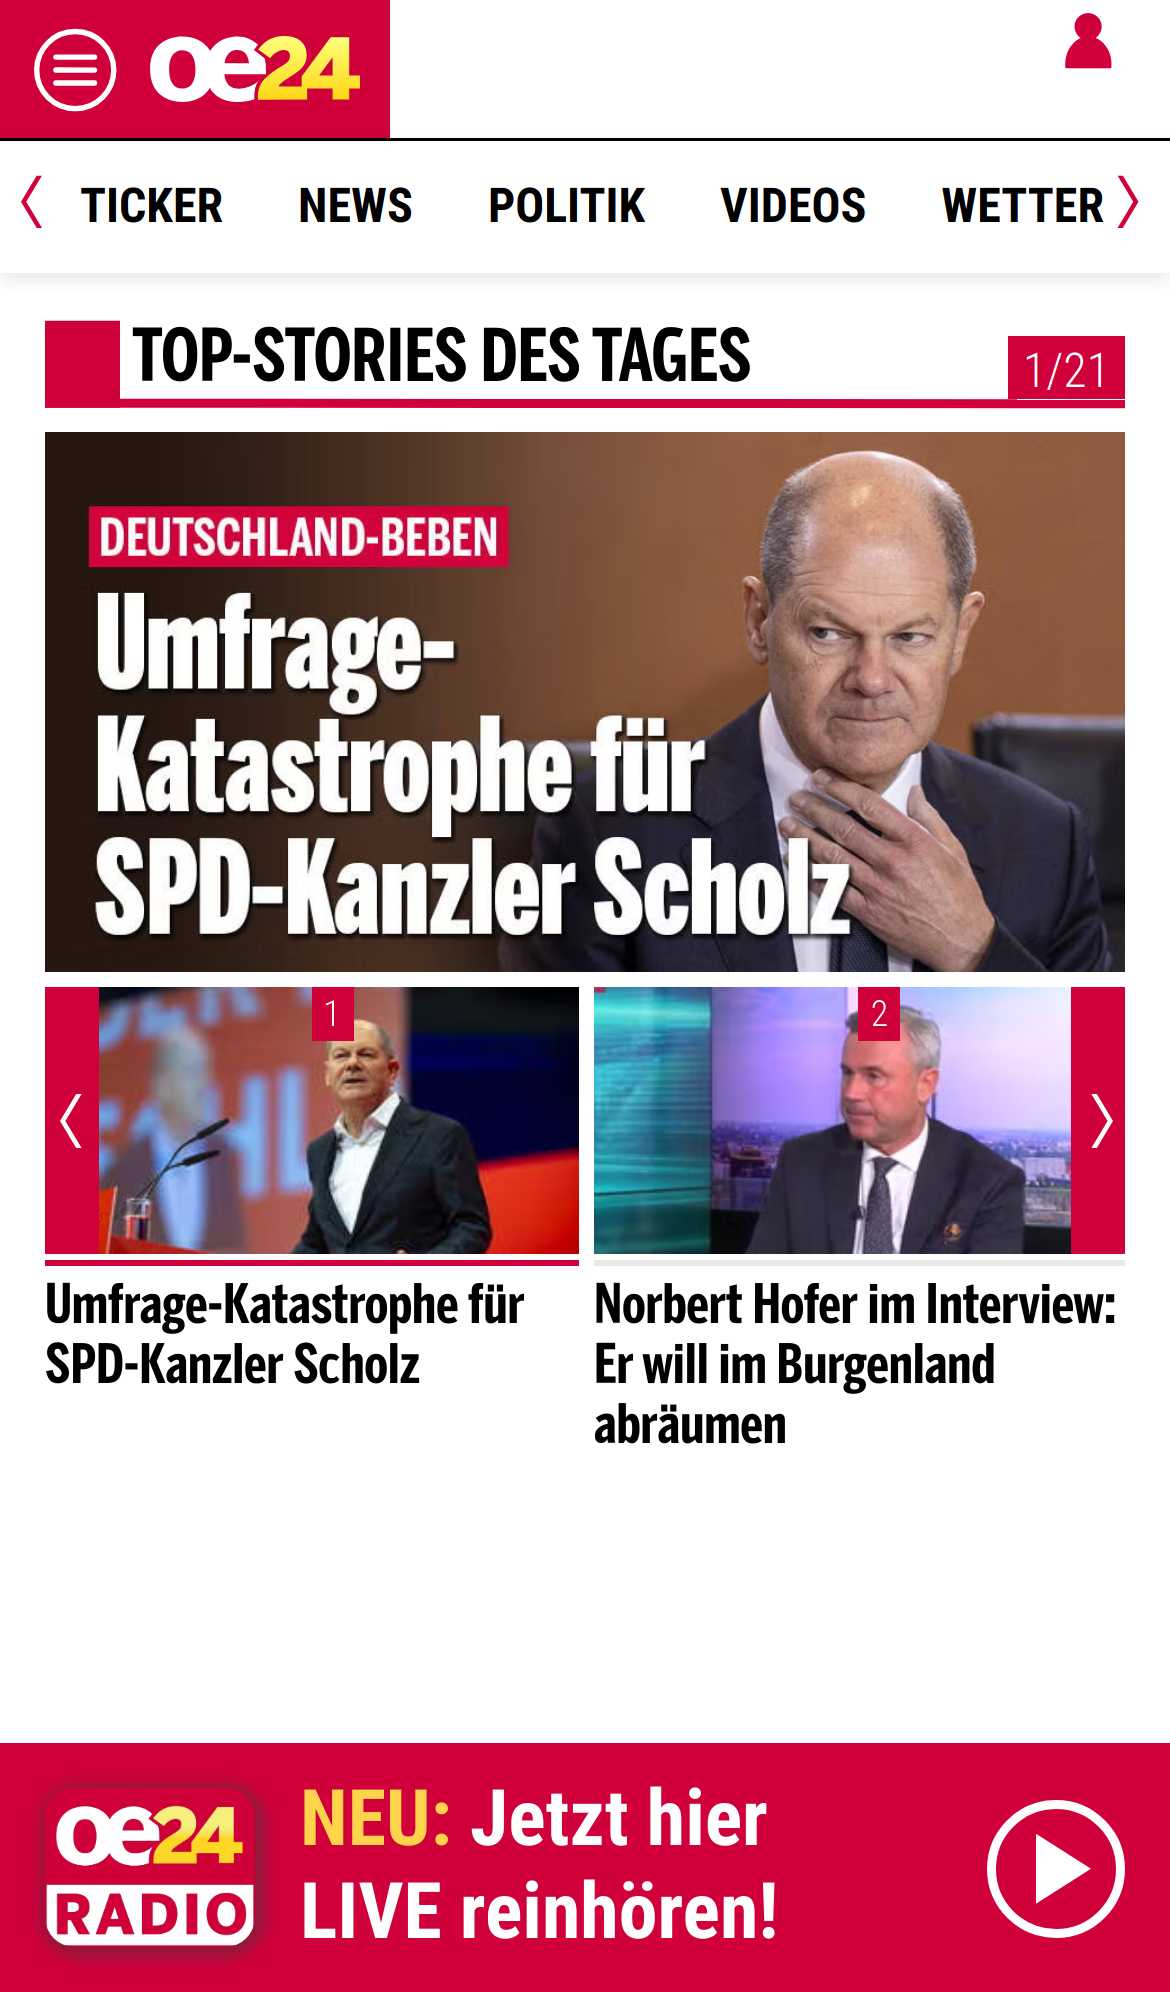 oe24
TICKER NEWS POLITIK VIDEOS WETTER
TOP-STORIES DES TAGES
1/21
DEUTSCHLAND-BEBEN
Umfrage-
Katastrophe für
SPD-Kanzler Scholz
1
2
Umfrage-Katastrophe für
SPD-Kanzler Scholz
Norbert Hofer im Interview:
Er will im Burgenland
abräumen
oe24
RADIO
NEU: Jetzt hier
LIVE reinhören!